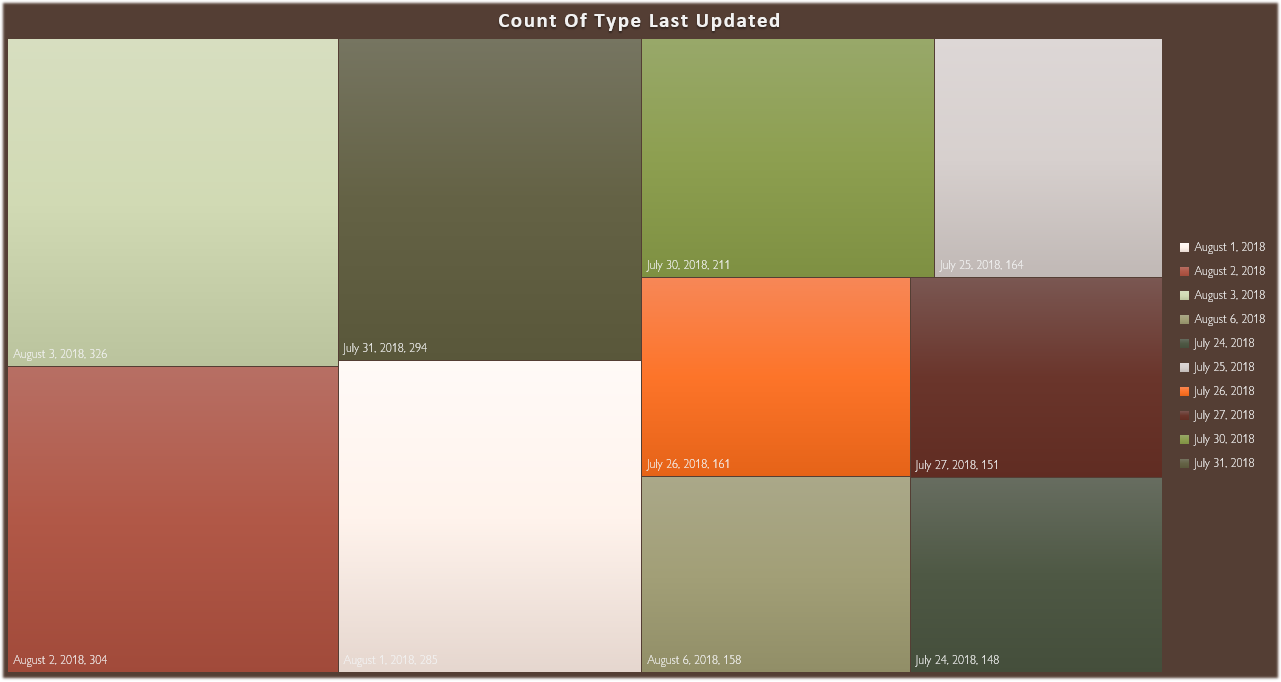 Count Of Type Last Updated
August 3, 2018, 326
July 31, 2018, 294
July 30, 2018, 211
July 25, 2018, 164
July 26, 2018, 161
July 27, 2018, 151
August 2, 2018, 304
August 1, 2018, 285
August 6, 2018, 158
July 24, 2018, 148
August 1, 2018
August 2, 2018
August 3, 2018
August 6, 2018
July 24, 2018
July 25, 2018
July 26, 2018
July 27, 2018
July 30, 2018
July 31, 2018